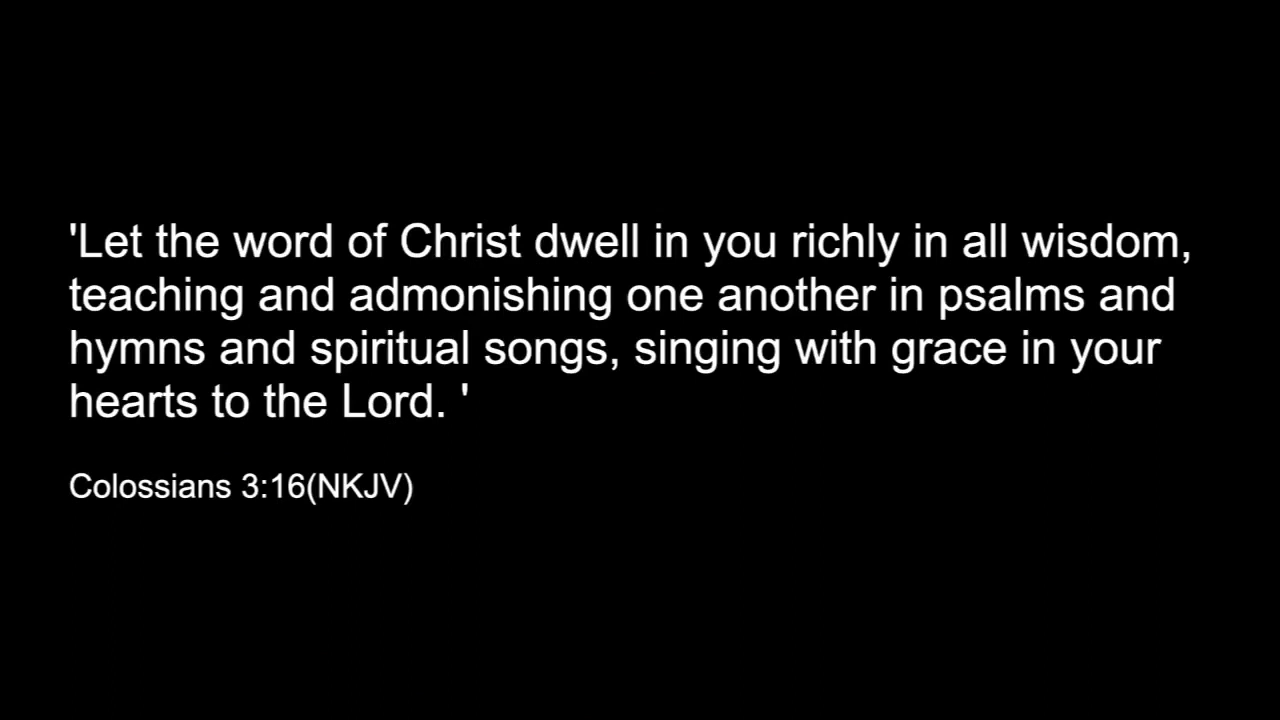 'Let the word of Christ dwell in you richly in all wisdom,
teaching and admonishing one another in psalms and
hymns and spiritual songs, singing with grace in your
hearts to the Lord. '
Colossians 3:16(NKJV)